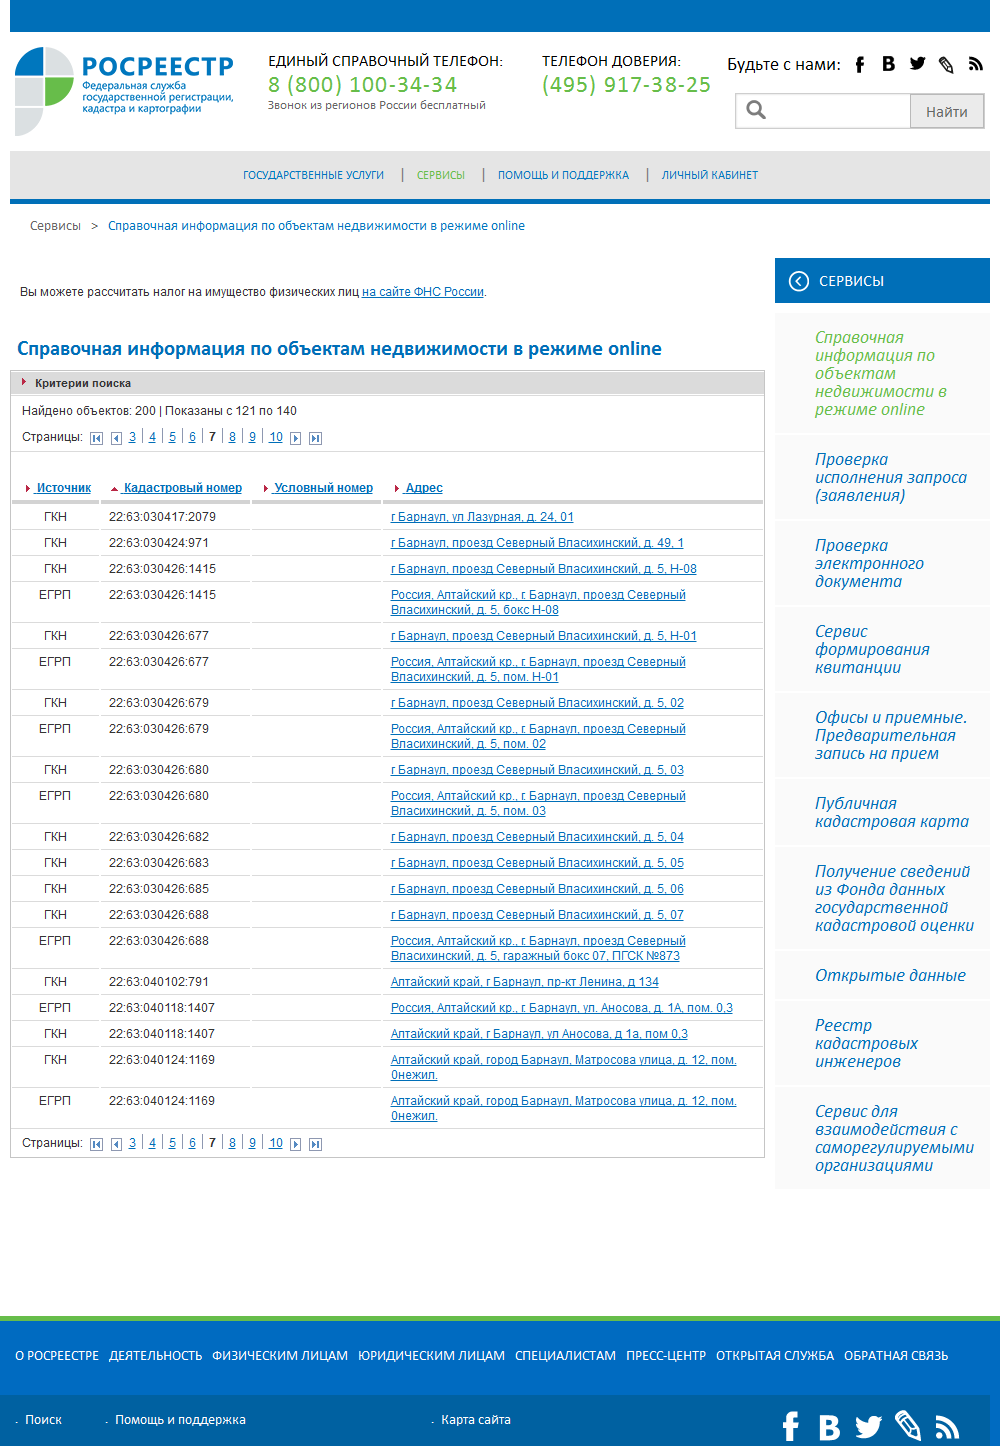 РОСРЕЕСТР
Федеральная служба
государственной регистрации,
кадастра и картографии
ЕДИНЫЙ СПРАВОЧНЫЙ ТЕЛЕФОН:
8 (800) 100-34-34
Звонок из регионов России бесплатный
ТЕЛЕФОН ДОВЕРИЯ:
(495) 917-38-25
Будьте с нами:
Найти
ГОСУДАРСТВЕННЫЕ УСЛУГИ | СЕРВИСЫ | ПОМОЩЬ И ПОДДЕРЖКА | ЛИЧНЫЙ КАБИНЕТ
Сервисы > Справочная информация по объектам недвижимости в режиме online
Вы можете рассчитать налог на имущество физических лиц на сайте ФНС России.
Справочная информация по объектам недвижимости в режиме online
Критерии поиска
Найдено объектов: 200 | Показаны с 121 по 140
Страницы: 3 | 4 | 5 | 6 | 7 | 8 | 9 | 10
Источник Кадастровый номер Условный номер Адрес
ГКН 22:63:030417:2079 г Барнаул, ул Лазурная, д. 24, 01
ГКН 22:63:030424:971 г Барнаул, проезд Северный Власихинский, д. 49, 1
ГКН 22:63:030426:1415 г Барнаул, проезд Северный Власихинский, д. 5, Н-08
ЕГРП 22:63:030426:1415 Россия, Алтайский кр., г. Барнаул, проезд Северный
Власихинский, д. 5, бокс Н-08
ГКН 22:63:030426:677 г Барнаул, проезд Северный Власихинский, д. 5, Н-01
ЕГРП 22:63:030426:677 Россия, Алтайский кр., г. Барнаул, проезд Северный
Власихинский, д. 5, пом. Н-01
ГКН 22:63:030426:679 г Барнаул, проезд Северный Власихинский, д. 5, 02
ЕГРП 22:63:030426:679 Россия, Алтайский кр., г. Барнаул, проезд Северный
Власихинский, д. 5, пом. 02
ГКН 22:63:030426:680 г Барнаул, проезд Северный Власихинский, д. 5, 03
ЕГРП 22:63:030426:680 Россия, Алтайский кр., г. Барнаул, проезд Северный
Власихинский, д. 5, пом. 03
ГКН 22:63:030426:682 г Барнаул, проезд Северный Власихинский, д. 5, 04
ГКН 22:63:030426:683 г Барнаул, проезд Северный Власихинский, д. 5, 05
ГКН 22:63:030426:685 г Барнаул, проезд Северный Власихинский, д. 5, 06
ГКН 22:63:030426:688 г Барнаул, проезд Северный Власихинский, д. 5, 07
ЕГРП 22:63:030426:688 Россия, Алтайский кр., г. Барнаул, проезд Северный
Власихинский, д. 5, гаражный бокс 07, ПГСК №873
ГКН 22:63:040102:791 Алтайский край, г Барнаул, пр-кт Ленина, д 134
ЕГРП 22:63:040118:1407 Россия, Алтайский кр., г. Барнаул, ул. Аносова, д. 1А, пом. 0,3
ГКН 22:63:040118:1407 Алтайский край, г Барнаул, ул Аносова, д 1а, пом 0,3
ГКН 22:63:040124:1169 Алтайский край, город Барнаул, Матросова улица, д. 12, пом.
0нежил.
ЕГРП 22:63:040124:1169 Алтайский край, город Барнаул, Матросова улица, д. 12, пом.
0нежил.
Страницы: 3 | 4 | 5 | 6 | 7 | 8 | 9 | 10
СЕРВИСЫ
Справочная
информация по
объектам
недвижимости в
режиме online
Проверка
исполнения запроса
(заявления)
Проверка
электронного
документа
Сервис
формирования
квитанции
Офисы и приемные.
Предварительная
запись на прием
Публичная
кадастровая карта
Получение сведений
из Фонда данных
государственной
кадастровой оценки
Открытые данные
Реестр
кадастровых
инженеров
Сервис для
взаимодействия с
саморегулируемыми
организациями
О РОСРЕЕСТРЕ ДЕЯТЕЛЬНОСТЬ ФИЗИЧЕСКИМ ЛИЦАМ ЮРИДИЧЕСКИМ ЛИЦАМ СПЕЦИАЛИСТАМ ПРЕСС-ЦЕНТР ОТКРЫТАЯ СЛУЖБА ОБРАТНАЯ СВЯЗЬ
Поиск Помощь и поддержка Карта сайта